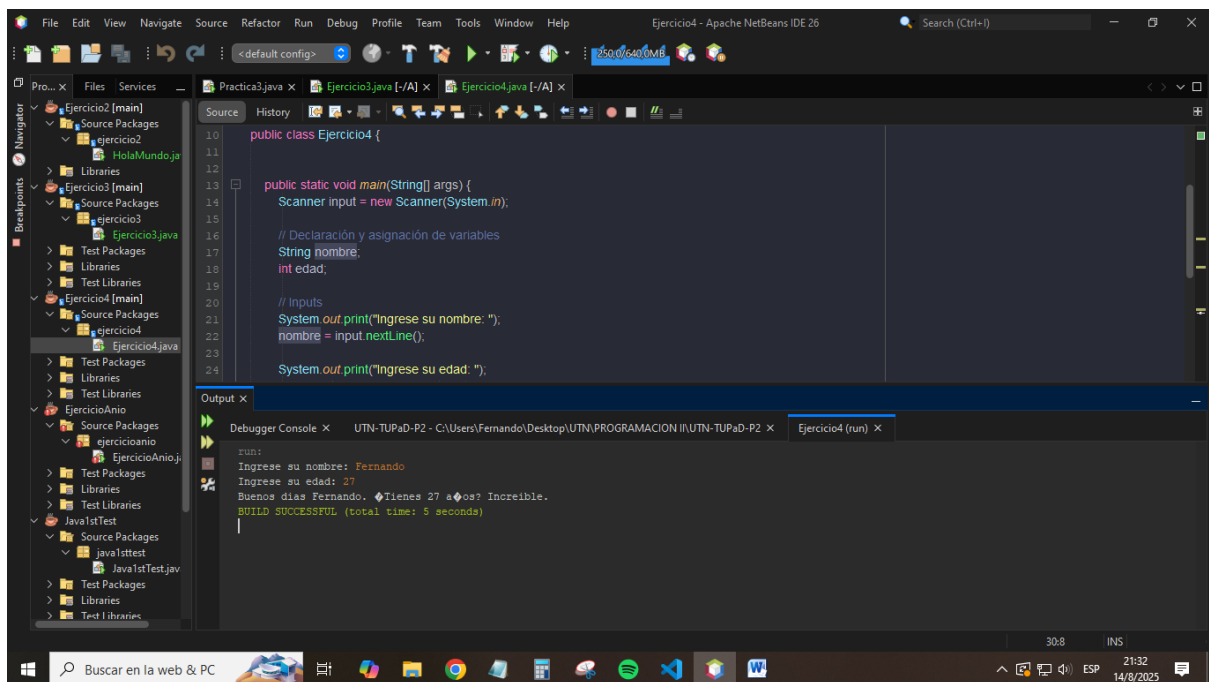 File Edit View Navigate Source Refactor Run Debug Profile Team Tools Window Help Ejercicio4 - Apache NetBeans IDE 26 Search (Ctrl+I)
<default config> 250,0/640,0MB
Pro... × Files Services
Practica3.java × Ejercicio3.java [-/A] × Ejercicio4.java [-/A] ×
Navigator
Breakpoints
Ejercicio2 [main]
Source Packages
ejercicio2
HolaMundo.ja
Libraries
Ejercicio3 [main]
Source Packages
ejercicio3
Ejercicio3.java
Test Packages
Libraries
Test Libraries
Ejercicio4 [main]
Source Packages
ejercicio4
Ejercicio4.java
Test Packages
Libraries
Test Libraries
EjercicioAnio
Source Packages
ejercicioanio
EjercicioAnio.j
Test Packages
Libraries
Test Libraries
Java1stTest
Source Packages
java1sttest
Java1stTest.jav
Test Packages
Libraries
Test Libraries
Source History
10 public class Ejercicio4 {
11
12
13 public static void main(String[] args) {
14 Scanner input = new Scanner(System.in);
15
16 // Declaración y asignación de variables
17 String nombre;
18 int edad;
19
20 // Inputs
21 System.out.print("Ingrese su nombre: ");
22 nombre = input.nextLine();
23
24 System.out.print("Ingrese su edad: ");
Output ×
Debugger Console × UTN-TUPaD-P2 - C:\Users\Fernando\Desktop\UTN\PROGRAMACION II\UTN-TUPaD-P2 × Ejercicio4 (run) ×
run:
Ingrese su nombre: Fernando
Ingrese su edad: 27
Buenos dias Fernando. �Tienes 27 a�os? Increible.
BUILD SUCCESSFUL (total time: 5 seconds)
30:8 INS
Buscar en la web & PC ESP 21:32
14/8/2025